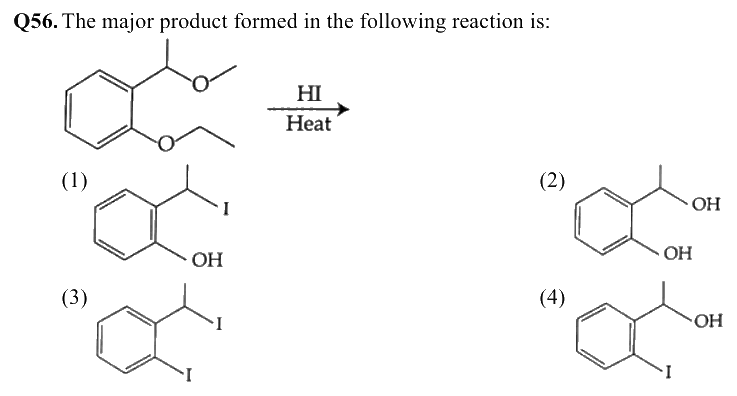 Q56. The major product formed in the following reaction is:
O
HI
Heat
O
(1)
I
OH
(2)
OH
OH
(3)
I
I
(4)
OH
I